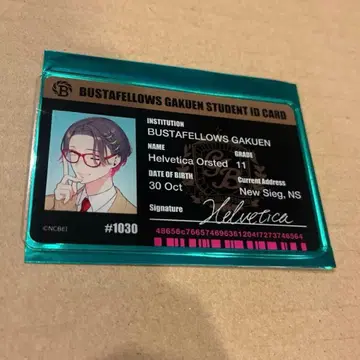 B
BUSTAFELLOWS GAKUEN STUDENT ID CARD
INSTITUTION
BUSTAFELLOWS GAKUEN
NAME GRADE
Helvetica Orsted 11
DATE OF BIRTH Current Address
30 Oct New Sieg, NS
Signature Helvetica
©NCBEI #1030
48656c766574696361204f7273746564